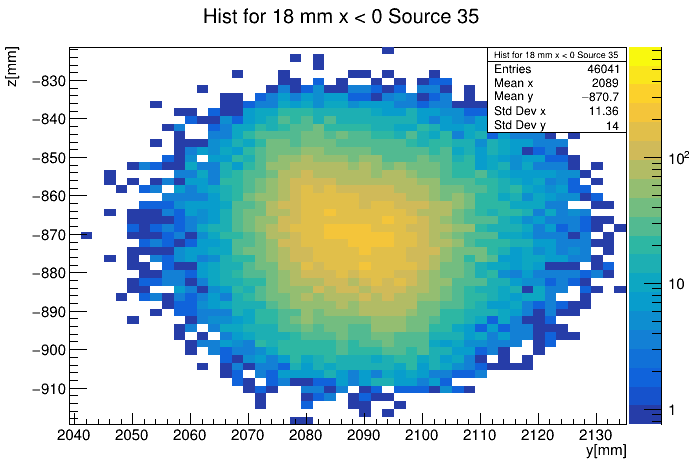 Hist for 18 mm x < 0 Source 35
z[mm]
Hist for 18 mm x < 0 Source 35
Entries 46041
Mean x 2089
Mean y −870.7
Std Dev x 11.36
Std Dev y 14
−830
−840
−850
−860
−870
−880
−890
−900
−910
10²
10
1
2040 2050 2060 2070 2080 2090 2100 2110 2120 2130
y[mm]